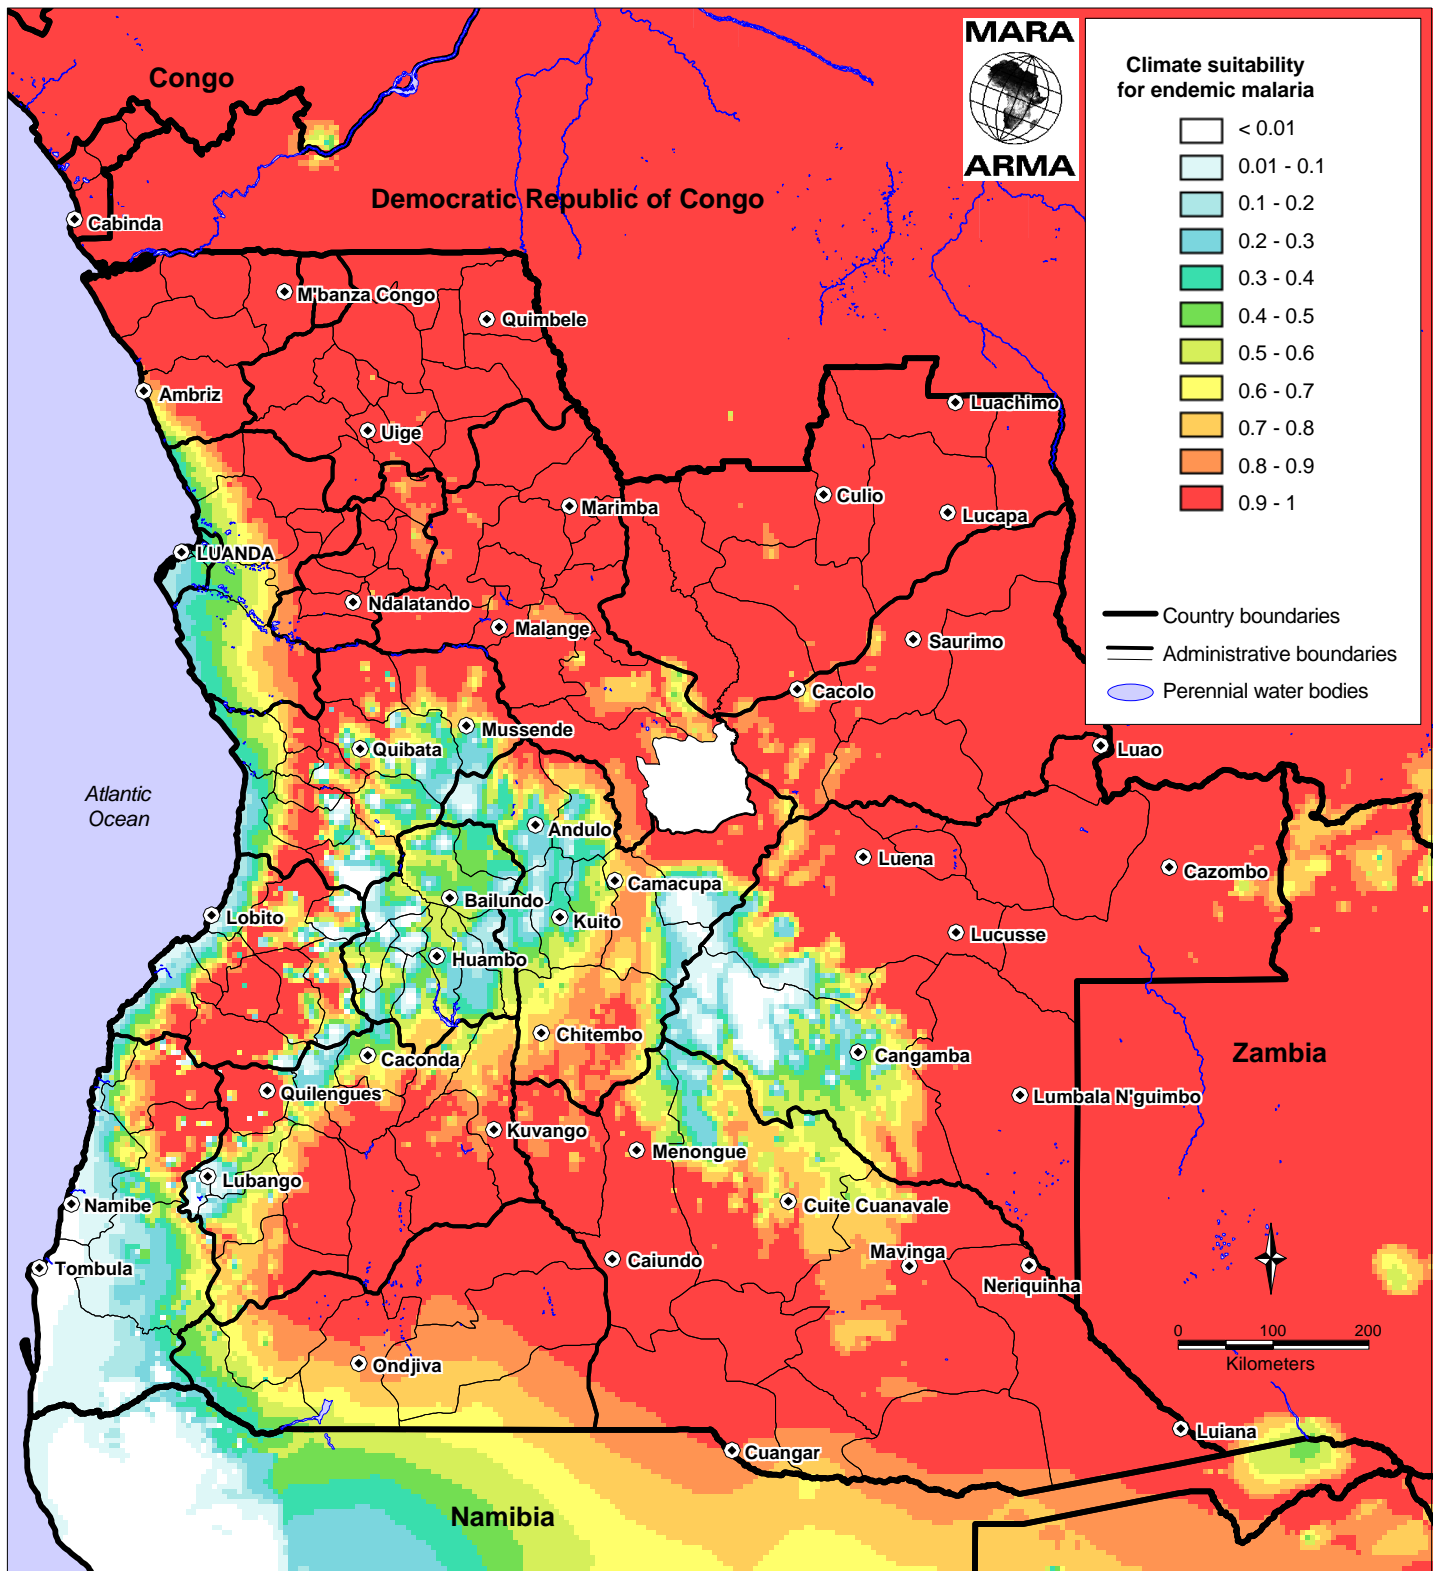 MARA
ARMA
Climate suitability
for endemic malaria
< 0.01
0.01 - 0.1
0.1 - 0.2
0.2 - 0.3
0.3 - 0.4
0.4 - 0.5
0.5 - 0.6
0.6 - 0.7
0.7 - 0.8
0.8 - 0.9
0.9 - 1
Country boundaries
Administrative boundaries
Perennial water bodies
Congo
Democratic Republic of Congo
Cabinda
M'banza Congo
Quimbele
Ambriz
Luachimo
Uige
Culio
Marimba
Lucapa
LUANDA
Ndalatando
Malange
Saurimo
Cacolo
Mussende
Quibata
Luao
Atlantic
Ocean
Andulo
Luena
Cazombo
Camacupa
Bailundo
Lobito
Kuito
Lucusse
Huambo
Chitembo
Caconda
Cangamba
Zambia
Quilengues
Lumbala N'guimbo
Kuvango
Menongue
Lubango
Namibe
Cuite Cuanavale
Mavinga
Tombula
Caiundo
Neriquinha
0 100 200
Kilometers
Ondjiva
Luiana
Cuangar
Namibia